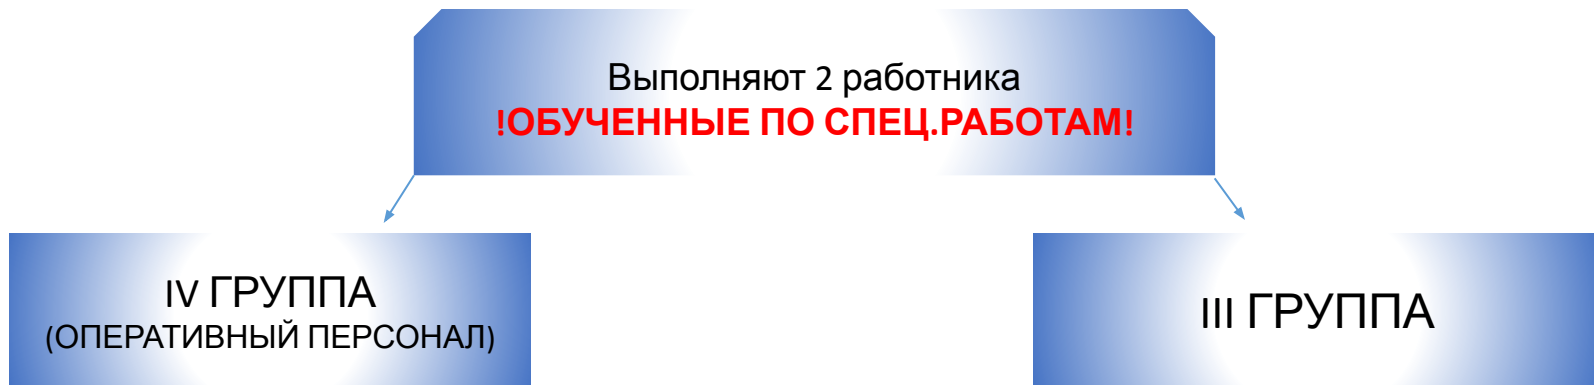 Выполняют 2 работника
!ОБУЧЕННЫЕ ПО СПЕЦ.РАБОТАМ!
IV ГРУППА
(ОПЕРАТИВНЫЙ ПЕРСОНАЛ)
III ГРУППА